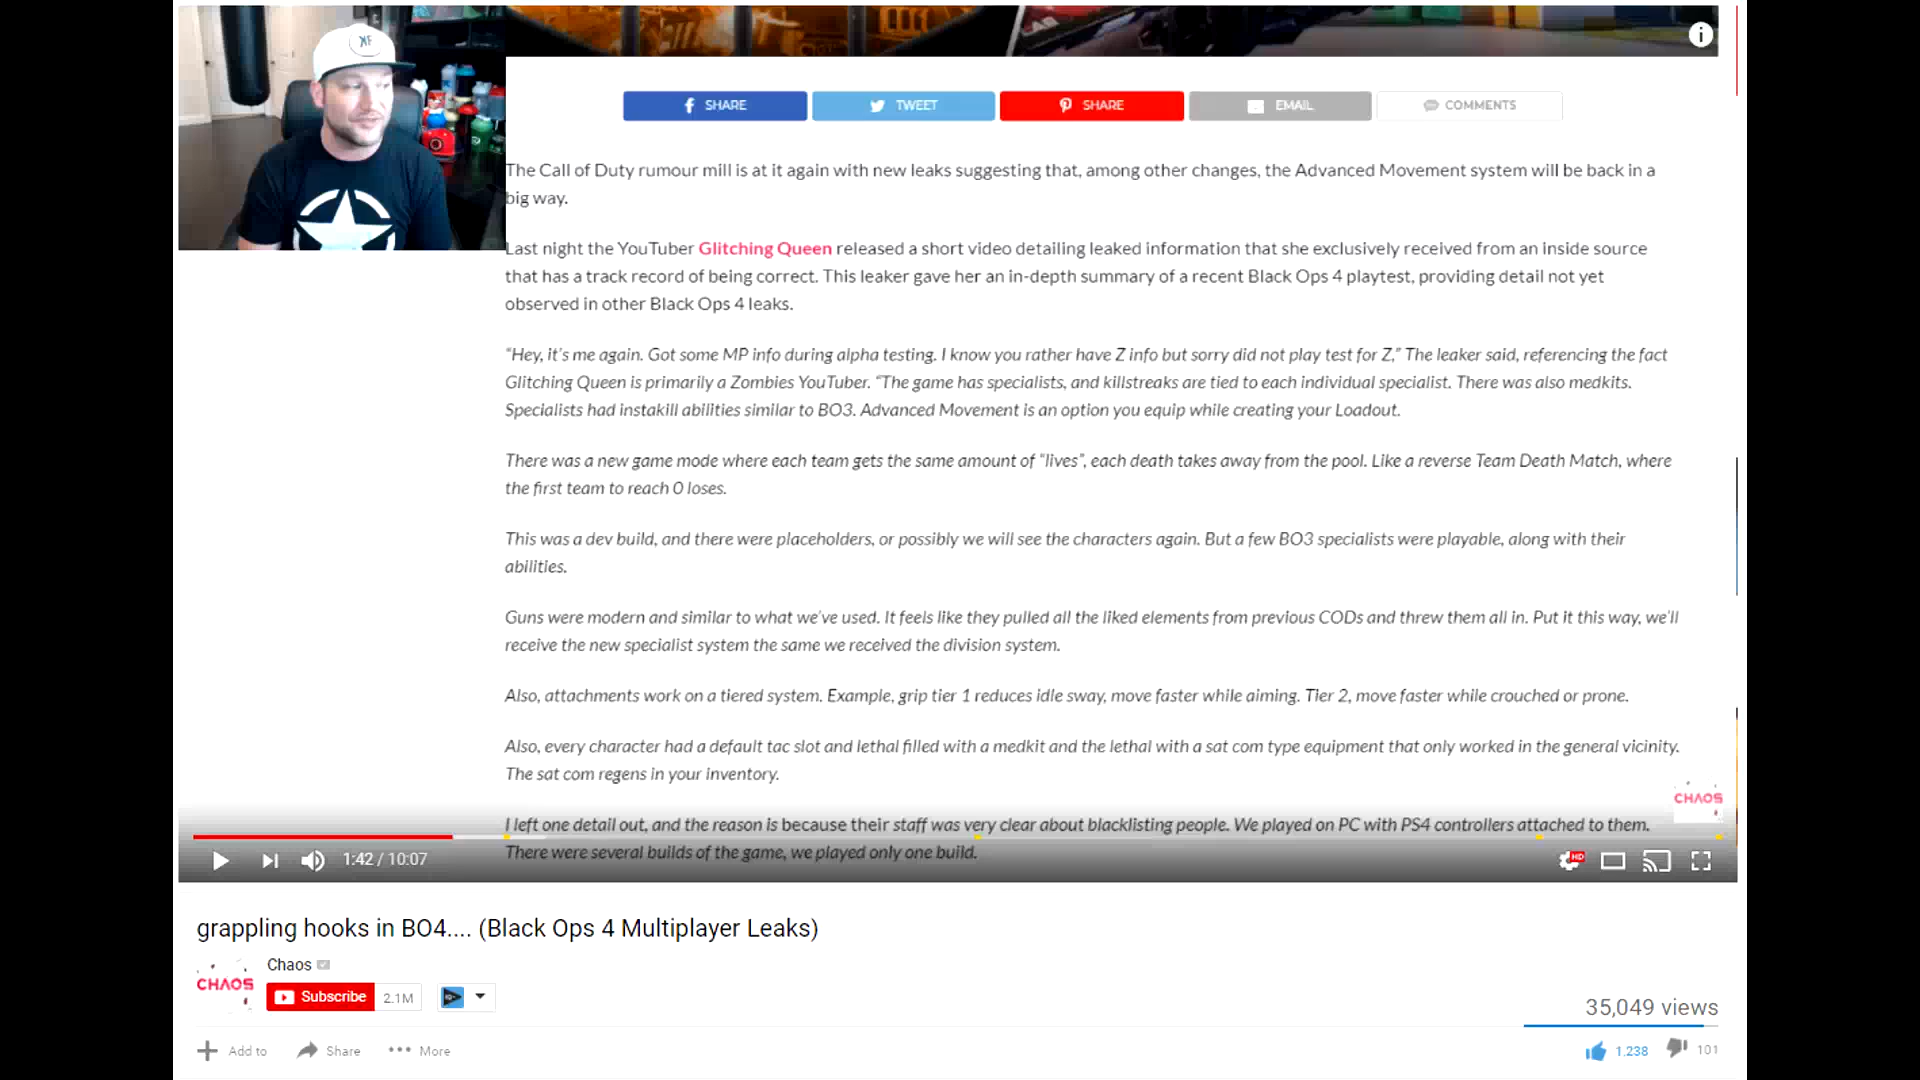 KF
SHARE
TWEET
SHARE
EMAIL
COMMENTS
The Call of Duty rumour mill is at it again with new leaks suggesting that, among other changes, the Advanced Movement system will be back in a
big way.
Last night the YouTuber Glitching Queen released a short video detailing leaked information that she exclusively received from an inside source
that has a track record of being correct. This leaker gave her an in-depth summary of a recent Black Ops 4 playtest, providing detail not yet
observed in other Black Ops 4 leaks.
“Hey, it’s me again. Got some MP info during alpha testing. I know you rather have Z info but sorry did not play test for Z,” The leaker said, referencing the fact
Glitching Queen is primarily a Zombies YouTuber. “The game has specialists, and killstreaks are tied to each individual specialist. There was also medkits.
Specialists had instakill abilities similar to BO3. Advanced Movement is an option you equip while creating your Loadout.
There was a new game mode where each team gets the same amount of “lives”, each death takes away from the pool. Like a reverse Team Death Match, where
the first team to reach 0 loses.
This was a dev build, and there were placeholders, or possibly we will see the characters again. But a few BO3 specialists were playable, along with their
abilities.
Guns were modern and similar to what we’ve used. It feels like they pulled all the liked elements from previous CODs and threw them all in. Put it this way, we’ll
receive the new specialist system the same we received the division system.
Also, attachments work on a tiered system. Example, grip tier 1 reduces idle sway, move faster while aiming. TIer 2, move faster while crouched or prone.
Also, every character had a default tac slot and lethal filled with a medkit and the lethal with a sat com type equipment that only worked in the general vicinity.
The sat com regens in your inventory.
CHAOS
I left one detail out, and the reason is because their staff was very clear about blacklisting people. We played on PC with PS4 controllers attached to them.
There were several builds of the game, we played only one build.
1:42 / 10:07
HD
grappling hooks in BO4.... (Black Ops 4 Multiplayer Leaks)
CHAOS
Chaos
Subscribe 2.1M
35,049 views
Add to
Share
More
1,238
101